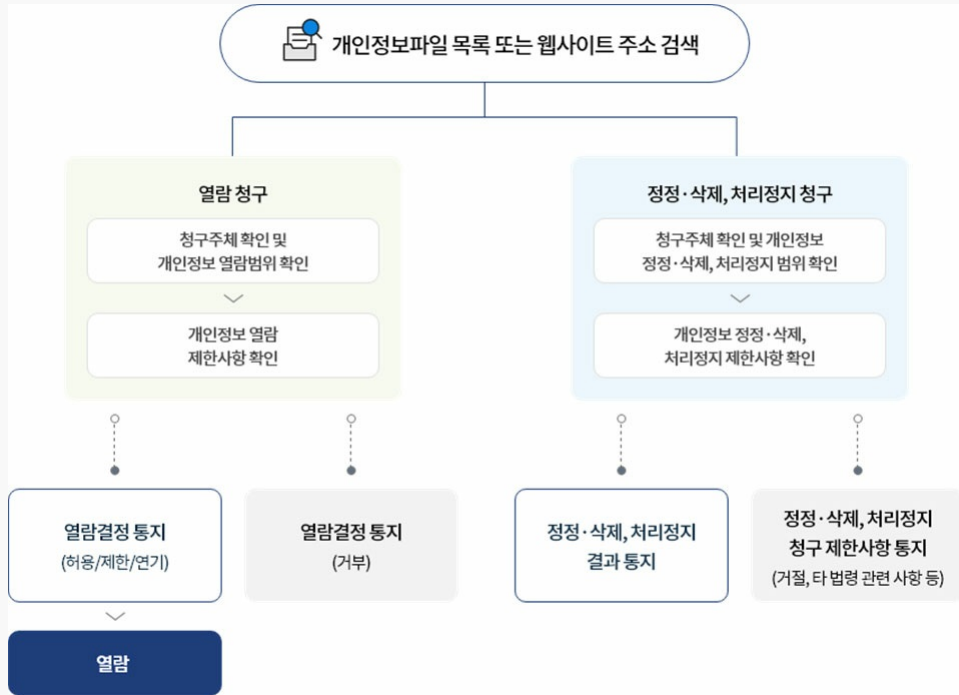 개인정보파일 목록 또는 웹사이트 주소 검색
열람 청구
청구주체 확인 및
개인정보 열람범위 확인
개인정보 열람
제한사항 확인
정정·삭제, 처리정지 청구
청구주체 확인 및 개인정보
정정·삭제, 처리정지 범위 확인
개인정보 정정·삭제,
처리정지 제한사항 확인
열람결정 통지
(허용/제한/연기)
열람결정 통지
(거부)
정정·삭제, 처리정지
결과 통지
정정·삭제, 처리정지
청구 제한사항 통지
(거절, 타 법령 관련 사항 등)
열람